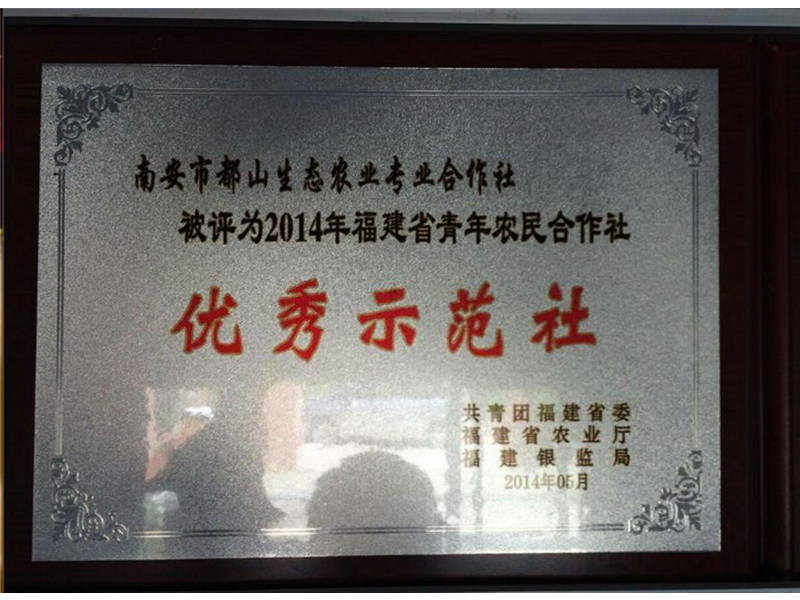 南安市都山生态农业专业合作社
被评为2014年福建省青年农民合作社
优秀示范社
共青团福建省委
福建省农业厅
福建银监局
2014年05月